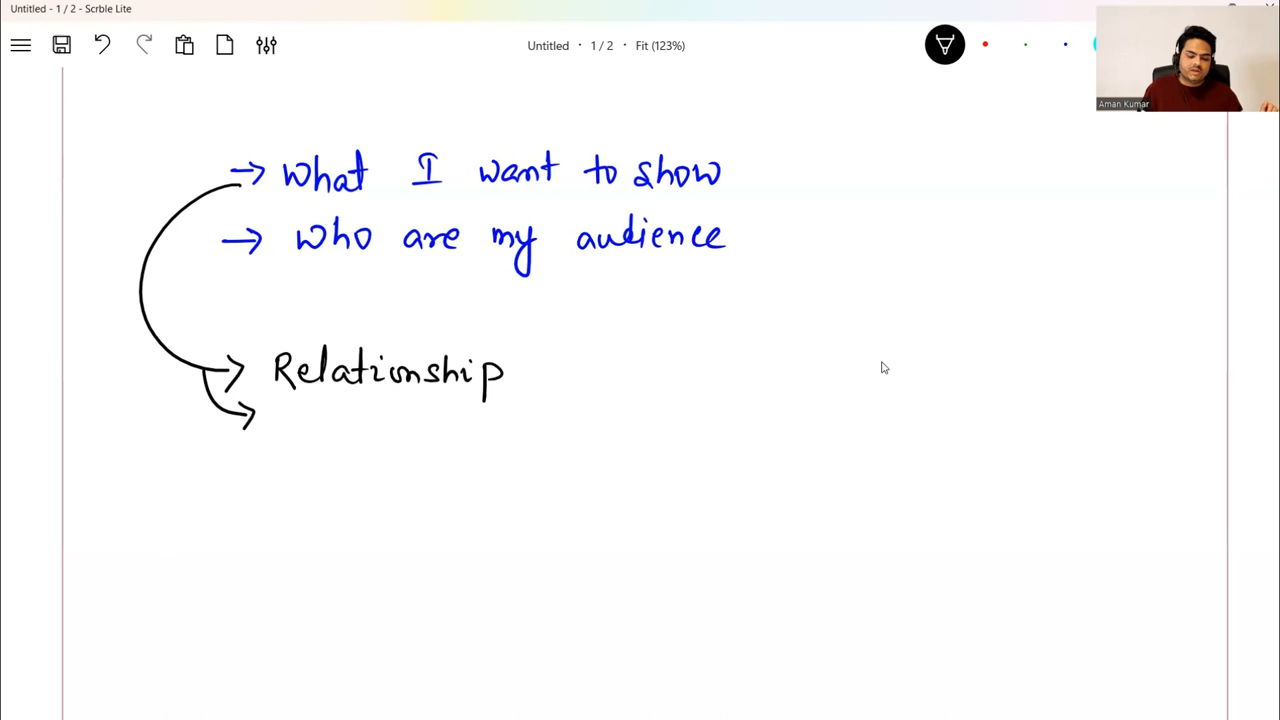 Untitled - 1 / 2 - Scrble Lite
Untitled · 1 / 2 · Fit (123%)
Aman Kumar
→ What I want to show
→ Who are my audience
→ Relationship